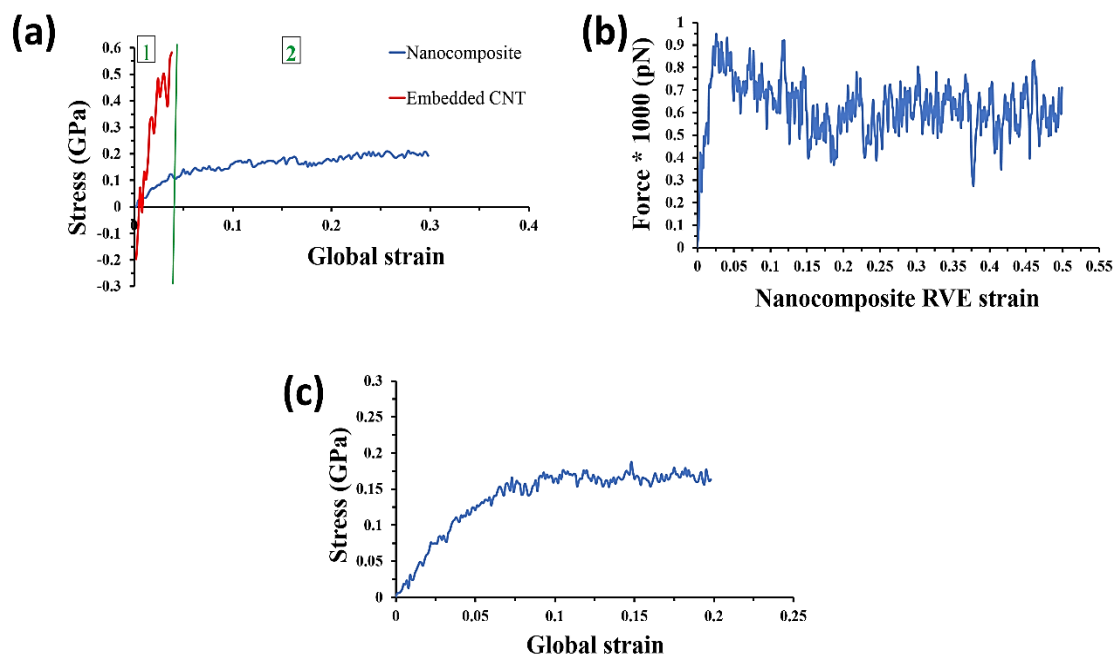 (a)
1
2
Nanocomposite
Embedded CNT
Stress (GPa)
0.6
0.5
0.4
0.3
0.2
0.1
0
-0.1
-0.2
-0.3
0 0.1 0.2 0.3 0.4
Global strain
(b)
Force * 1000 (pN)
1
0.9
0.8
0.7
0.6
0.5
0.4
0.3
0.2
0.1
0
0 0.05 0.1 0.15 0.2 0.25 0.3 0.35 0.4 0.45 0.5 0.55
Nanocomposite RVE strain
(c)
Stress (GPa)
0.3
0.25
0.2
0.15
0.1
0.05
0
0 0.05 0.1 0.15 0.2 0.25
Global strain